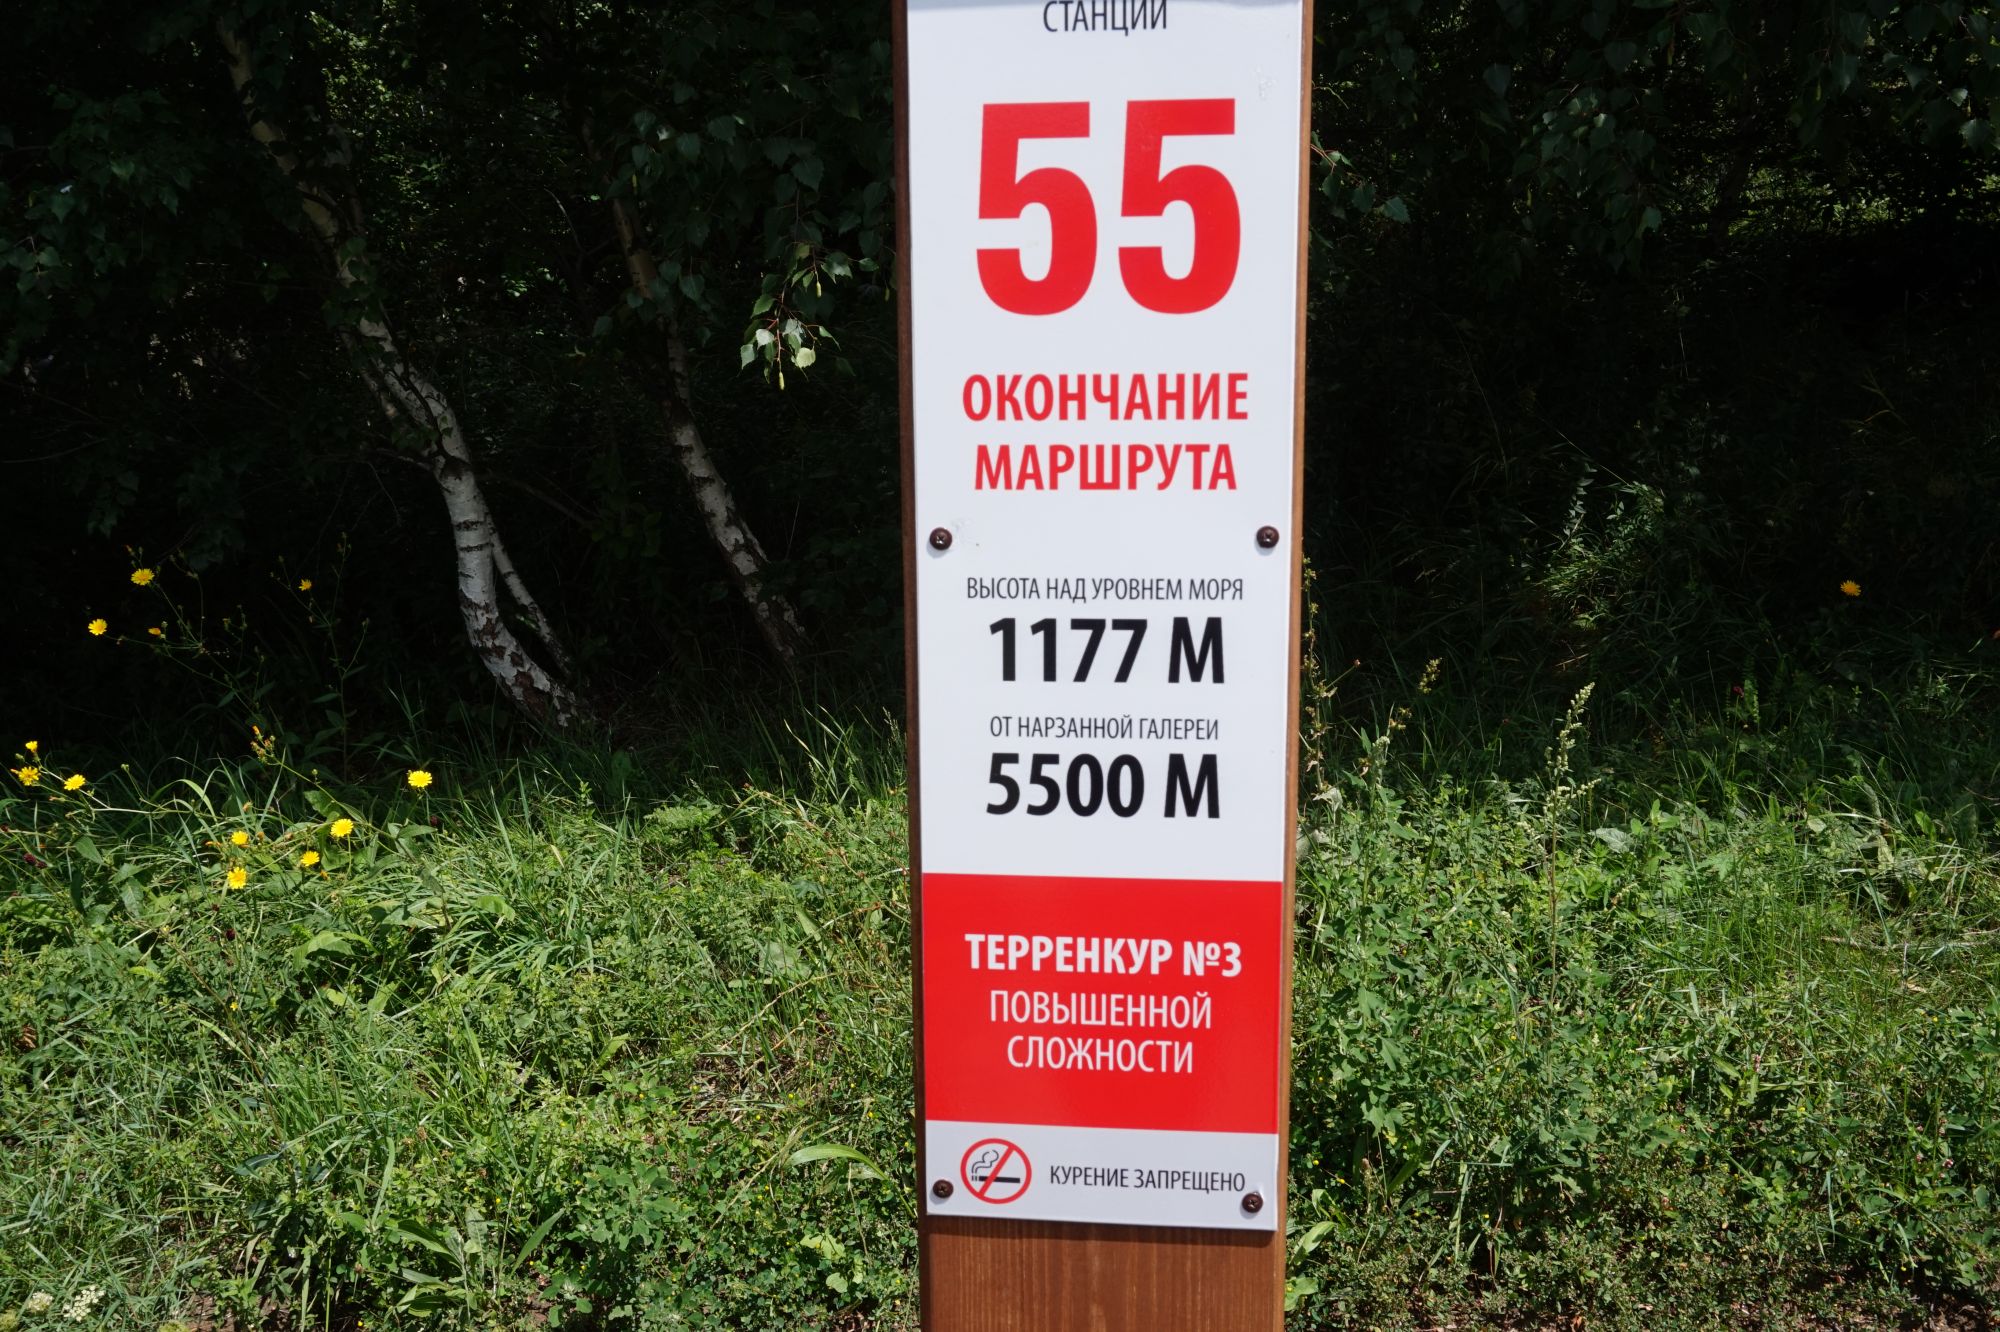 СТАНЦИИ
55
ОКОНЧАНИЕ
МАРШРУТА
ВЫСОТА НАД УРОВНЕМ МОРЯ
1177 М
ОТ НАРЗАННОЙ ГАЛЕРЕИ
5500 М
ТЕРРЕНКУР №3
ПОВЫШЕННОЙ
СЛОЖНОСТИ
КУРЕНИЕ ЗАПРЕЩЕНО